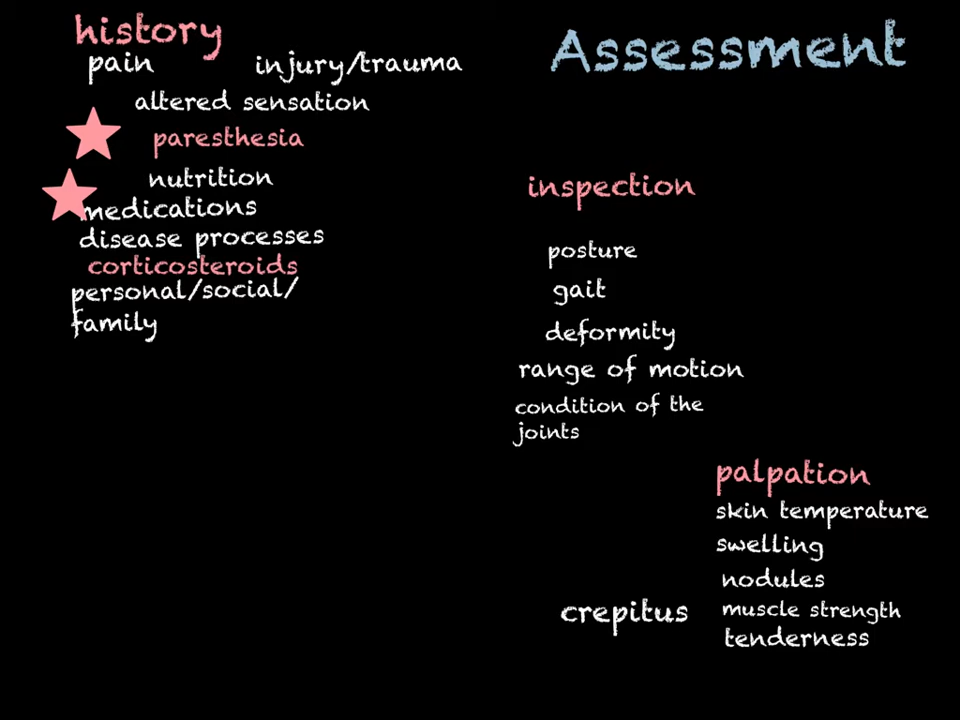 history
pain
injury/trauma
altered sensation
paresthesia
nutrition
medications
disease processes
corticosteroids
personal/social/
family
Assessment
inspection
posture
gait
deformity
range of motion
condition of the
joints
palpation
skin temperature
swelling
nodules
crepitus
muscle strength
tenderness